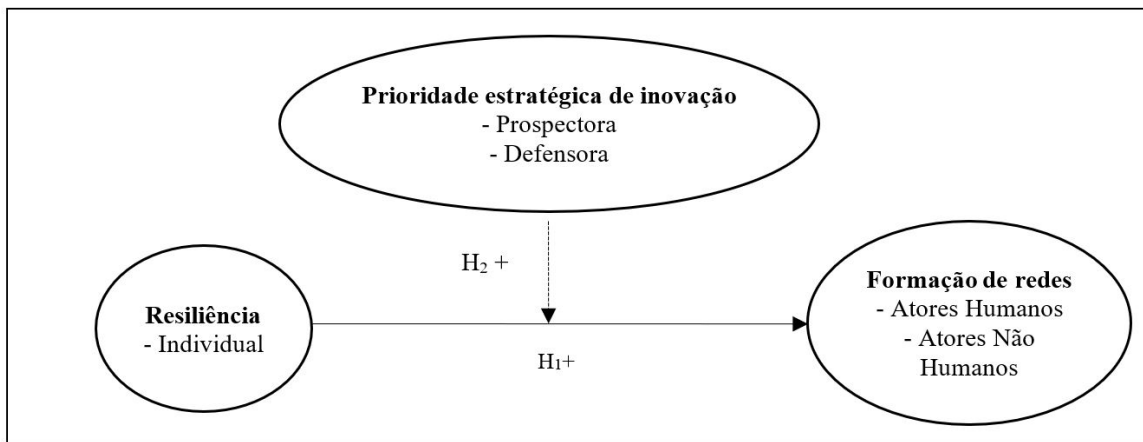 Prioridade estratégica de inovação
- Prospectora
- Defensora
H₂ +
Resiliência
- Individual
H₁+
Formação de redes
- Atores Humanos
- Atores Não
Humanos